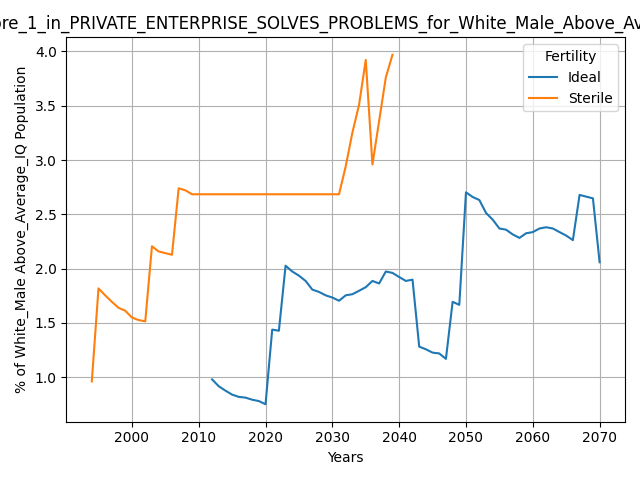 ore_1_in_PRIVATE_ENTERPRISE_SOLVES_PROBLEMS_for_White_Male_Above_Av
Fertility
Ideal
Sterile
% of White_Male Above_Average_IQ Population
4.0
3.5
3.0
2.5
2.0
1.5
1.0
2000 2010 2020 2030 2040 2050 2060 2070
Years